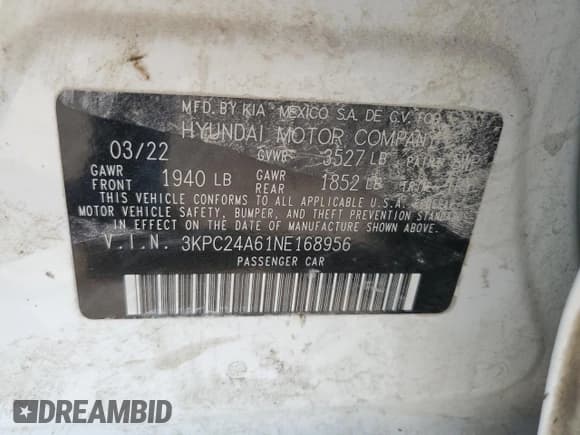 MFD. BY KIA MEXICO S.A. DE C.V. FOR
HYUNDAI MOTOR COMPANY
03/22 GVWR 3527 LB
GAWR FRONT 1940 LB GAWR REAR 1852 LB
THIS VEHICLE CONFORMS TO ALL APPLICABLE U.S.
MOTOR VEHICLE SAFETY, BUMPER, AND THEFT PREVENTION STANDARDS
IN EFFECT ON THE DATE OF MANUFACTURE SHOWN ABOVE.
V.I.N. 3KPC24A61NE168956
PASSENGER CAR
DREAMBID